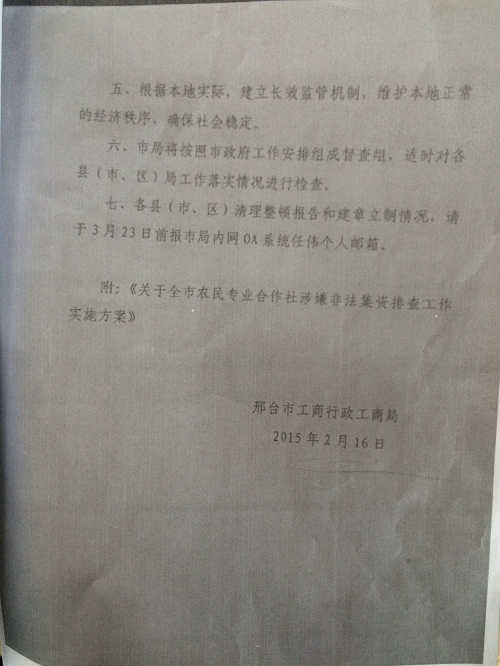 五、根据本地实际，建立长效监管机制，维护本地正常
的经济秩序，确保社会稳定。
六、市局将按照市政府工作安排组成督查组，适时对各
县（市、区）局工作落实情况进行检查。
七、各县（市、区）清理整顿报告和建章立制情况，请
于3月23日前报市局内网OA系统任伟个人邮箱。
附：《关于全市农民专业合作社涉嫌非法集资排查工作
实施方案》
邢台市工商行政工商局
2015年2月16日